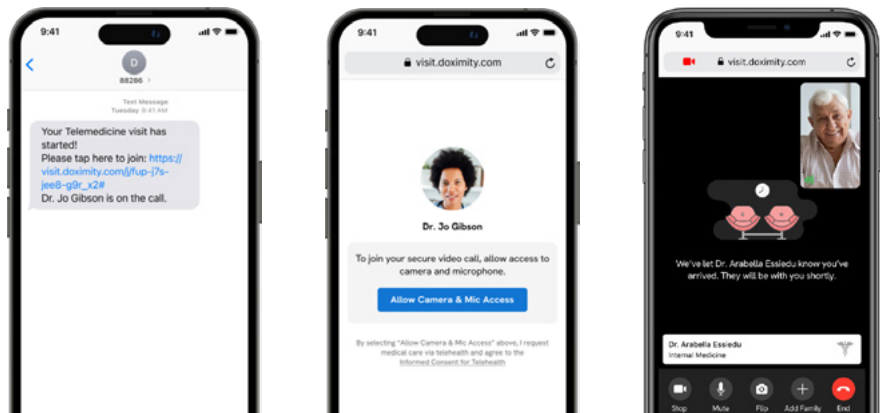 9:41
D
88286 >
Text Message
Tuesday 9:41 AM
Your Telemedicine visit has
started!
Please tap here to join: https://
visit.doximity.com/j/fup-j7s-
jee8-g9r_x2#
Dr. Jo Gibson is on the call.
9:41
visit.doximity.com
Dr. Jo Gibson
To join your secure video call, allow access to
camera and microphone.
Allow Camera & Mic Access
By selecting "Allow Camera & Mic Access" above, I request
medical care via telehealth and agree to the
Informed Consent for Telehealth
9:41
visit.doximity.com
We've let Dr. Arabella Essiedu know you've
arrived. They will be with you shortly.
Dr. Arabella Essiedu
Internal Medicine
Stop Mute Flip Add Family End